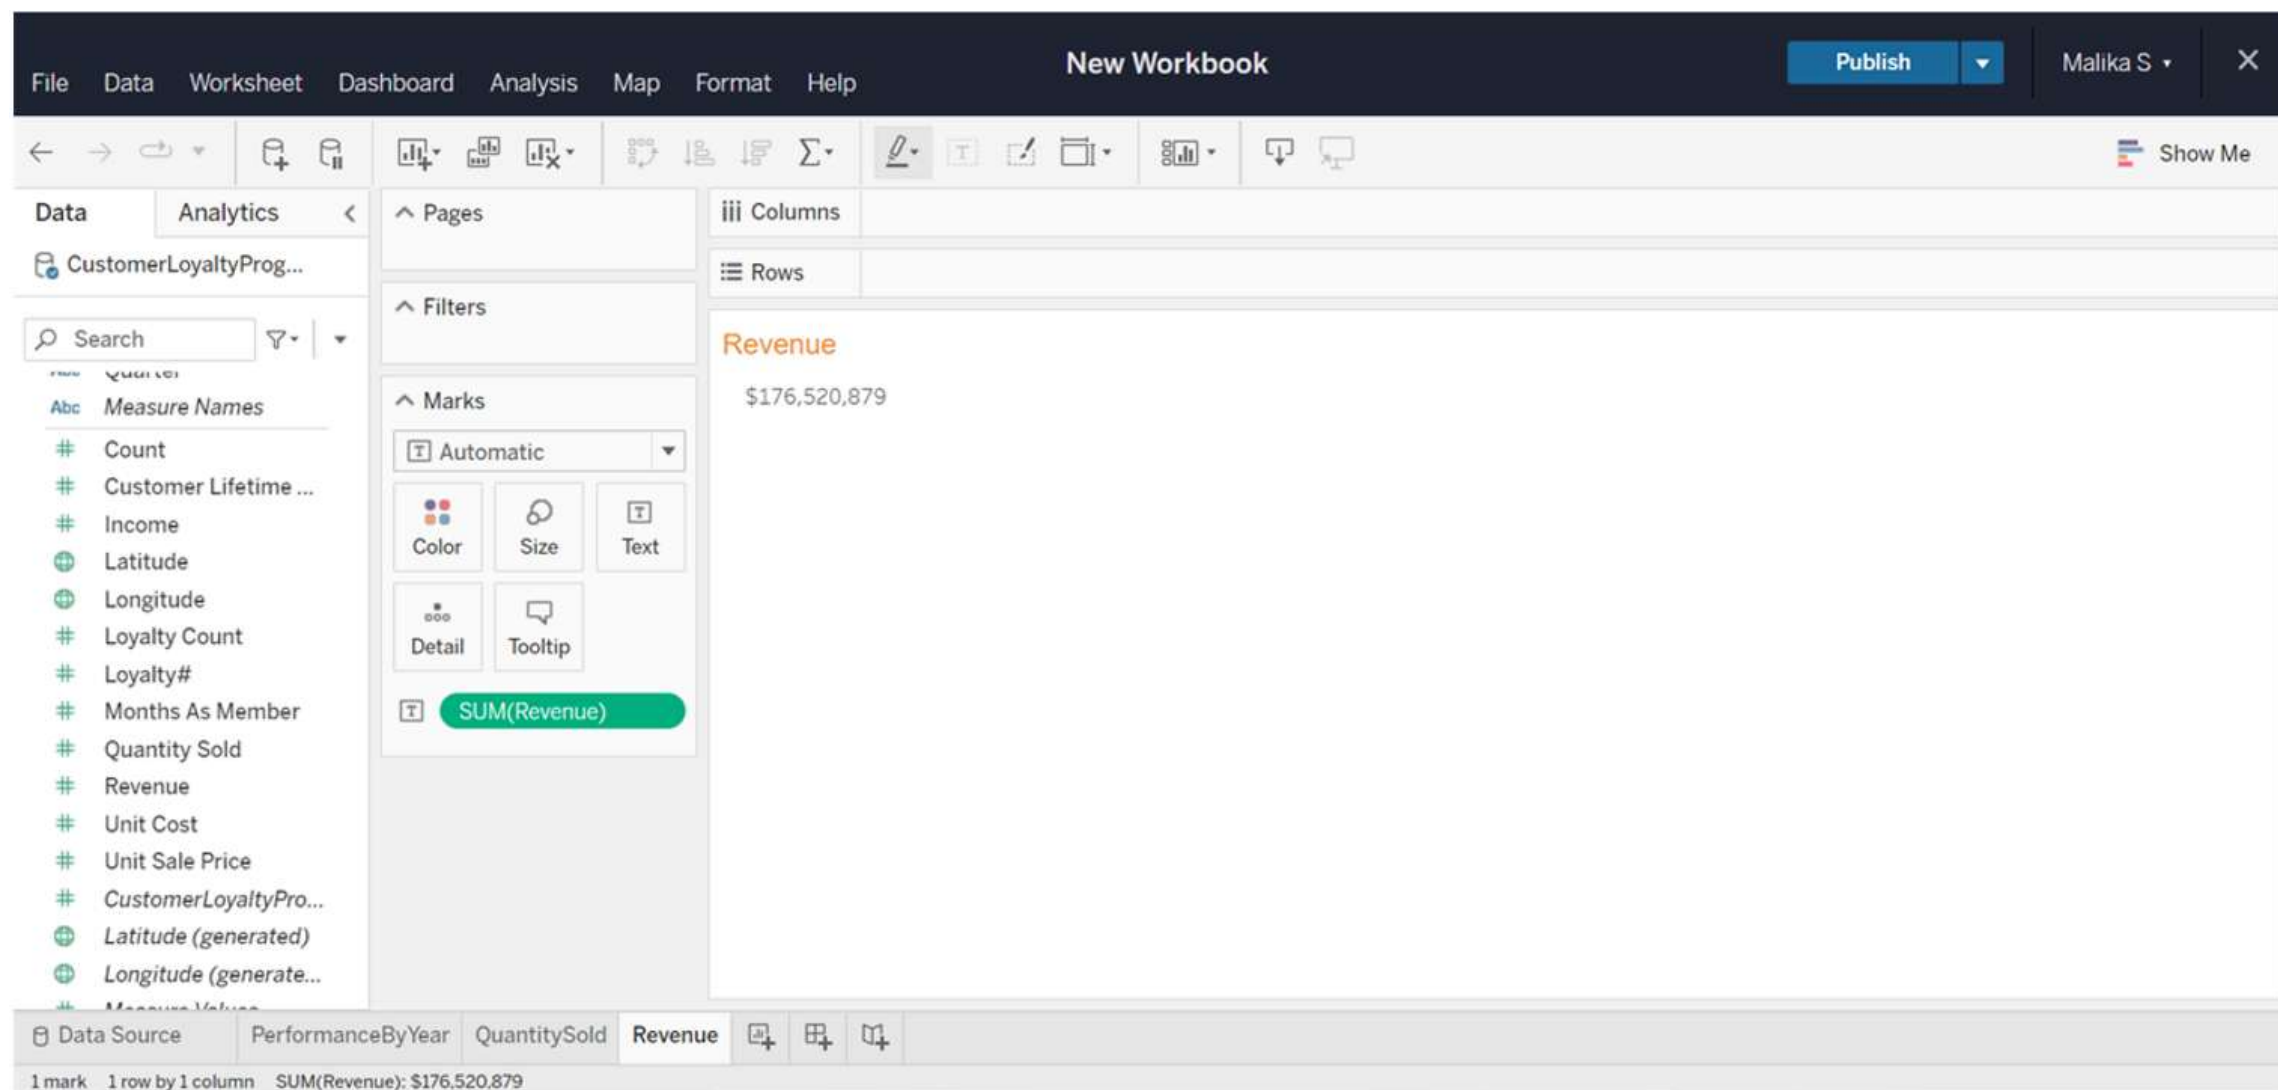 New Workbook
Publish
Malika S
File Data Worksheet Dashboard Analysis Map Format Help
Show Me
Data Analytics
CustomerLoyaltyProg...
Search
Quarter
Abc Measure Names
Count
Customer Lifetime ...
Income
Latitude
Longitude
Loyalty Count
Loyalty#
Months As Member
Quantity Sold
Revenue
Unit Cost
Unit Sale Price
CustomerLoyaltyPro...
Latitude (generated)
Longitude (generate...
Measure Values
Pages
Filters
Marks
Automatic
Color Size Text
Detail Tooltip
SUM(Revenue)
Columns
Rows
Revenue
$176,520,879
Data Source PerformanceByYear QuantitySold Revenue
1 mark 1 row by 1 column SUM(Revenue): $176,520,879